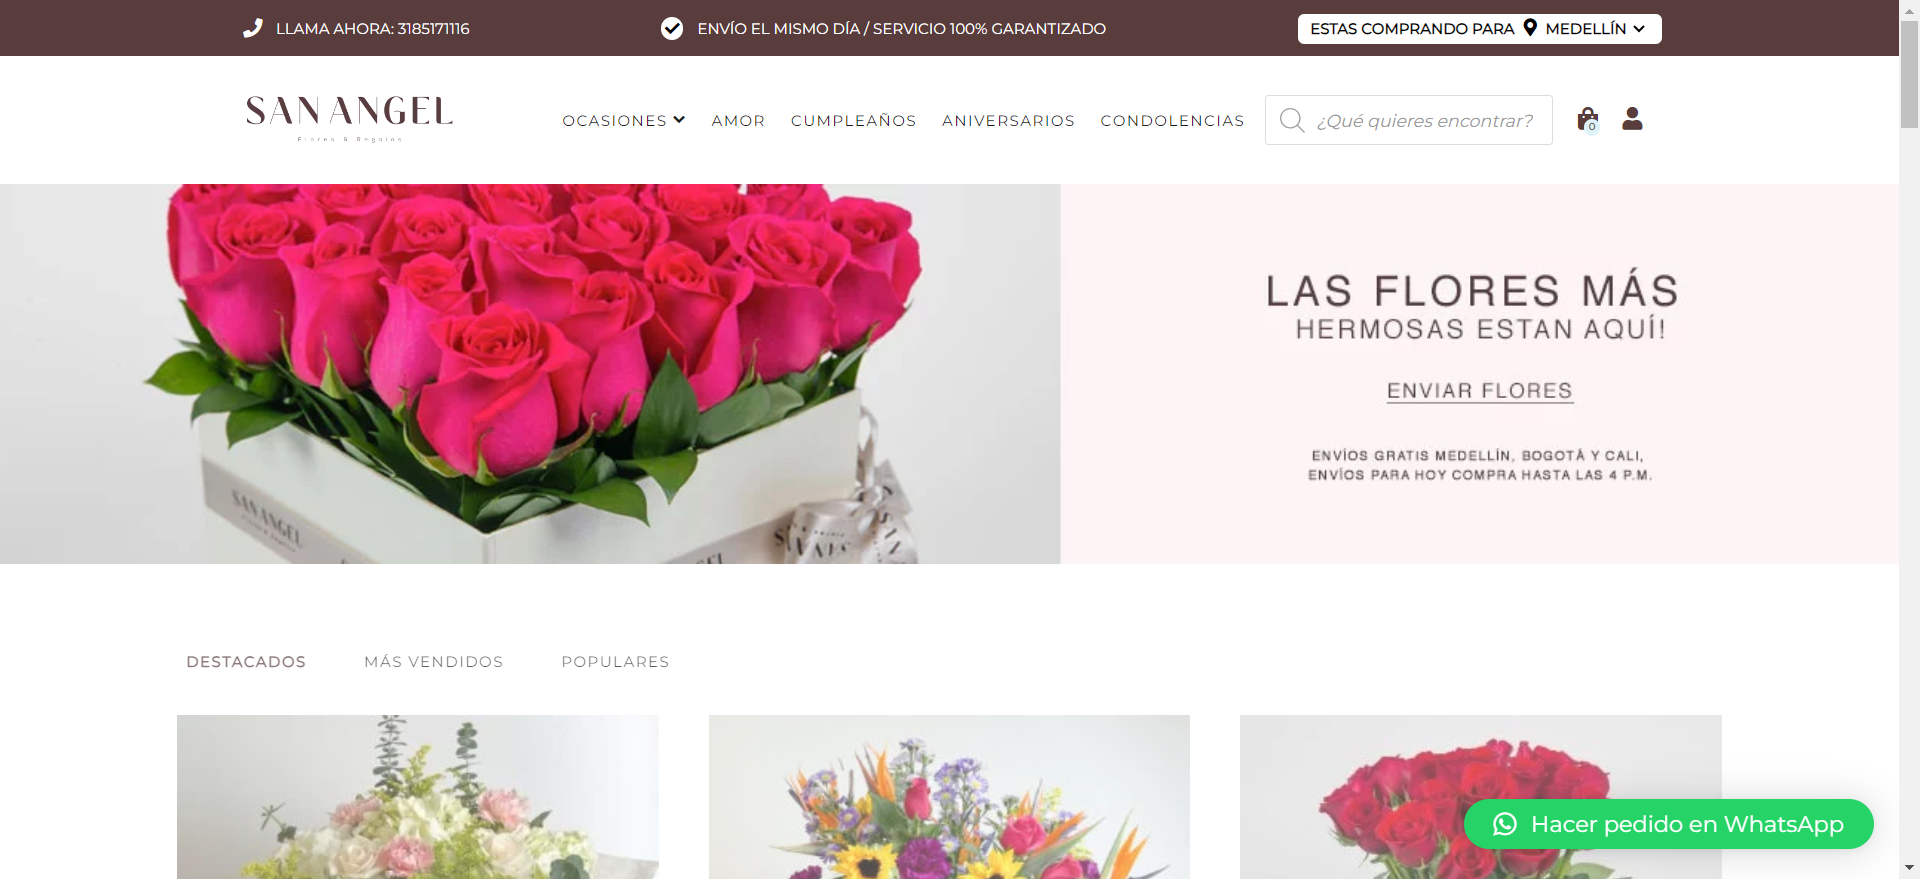 LLAMA AHORA: 3185171116
ENVÍO EL MISMO DÍA / SERVICIO 100% GARANTIZADO
ESTAS COMPRANDO PARA MEDELLÍN
SAN ANGEL
Flores & Regalos
OCASIONES
AMOR
CUMPLEAÑOS
ANIVERSARIOS
CONDOLENCIAS
¿Qué quieres encontrar?
0
LAS FLORES MÁS
HERMOSAS ESTAN AQUÍ!
ENVIAR FLORES
ENVÍOS GRATIS MEDELLÍN, BOGOTÁ Y CALI,
ENVÍOS PARA HOY COMPRA HASTA LAS 4 P.M.
SAN ANGEL
DESTACADOS
MÁS VENDIDOS
POPULARES
Hacer pedido en WhatsApp